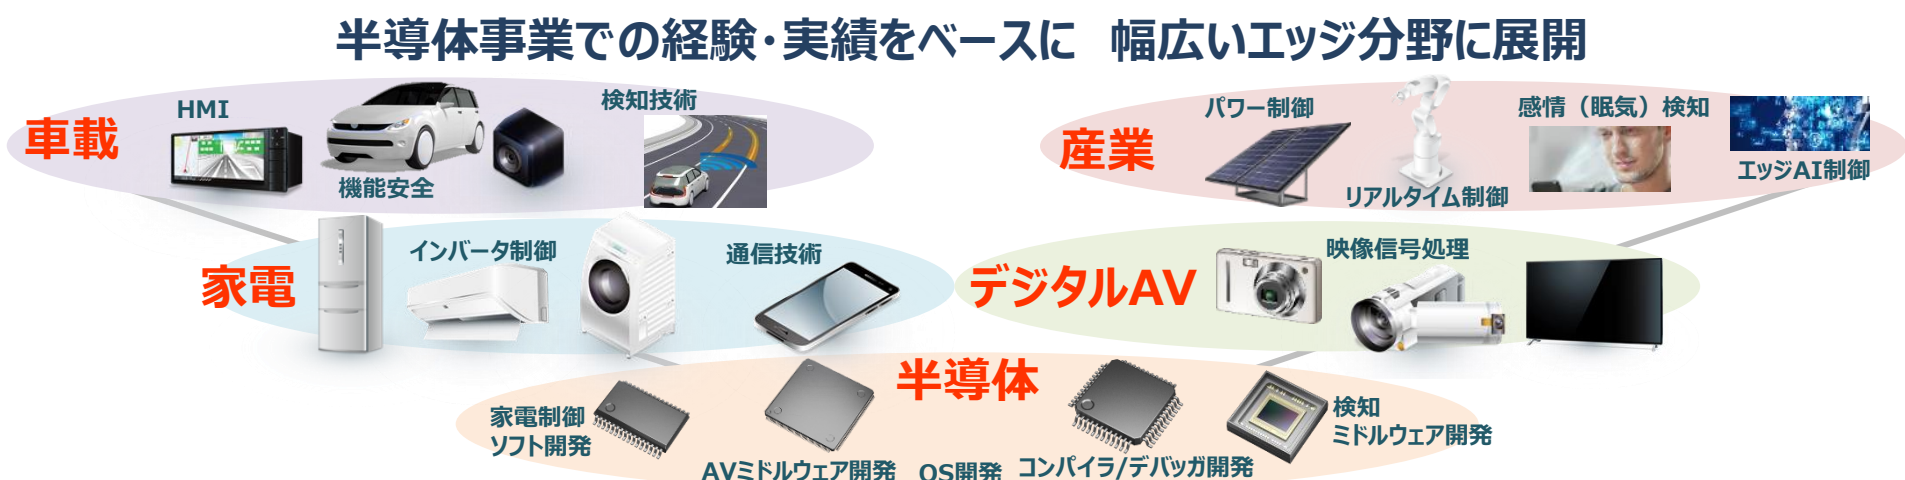 半導体事業での経験・実績をベースに 幅広いエッジ分野に展開
車載
HMI
機能安全
検知技術
産業
パワー制御
リアルタイム制御
感情（眠気）検知
エッジAI制御
家電
インバータ制御
通信技術
デジタルAV
映像信号処理
半導体
家電制御
ソフト開発
AVミドルウェア開発
OS開発
コンパイラ/デバッガ開発
検知
ミドルウェア開発